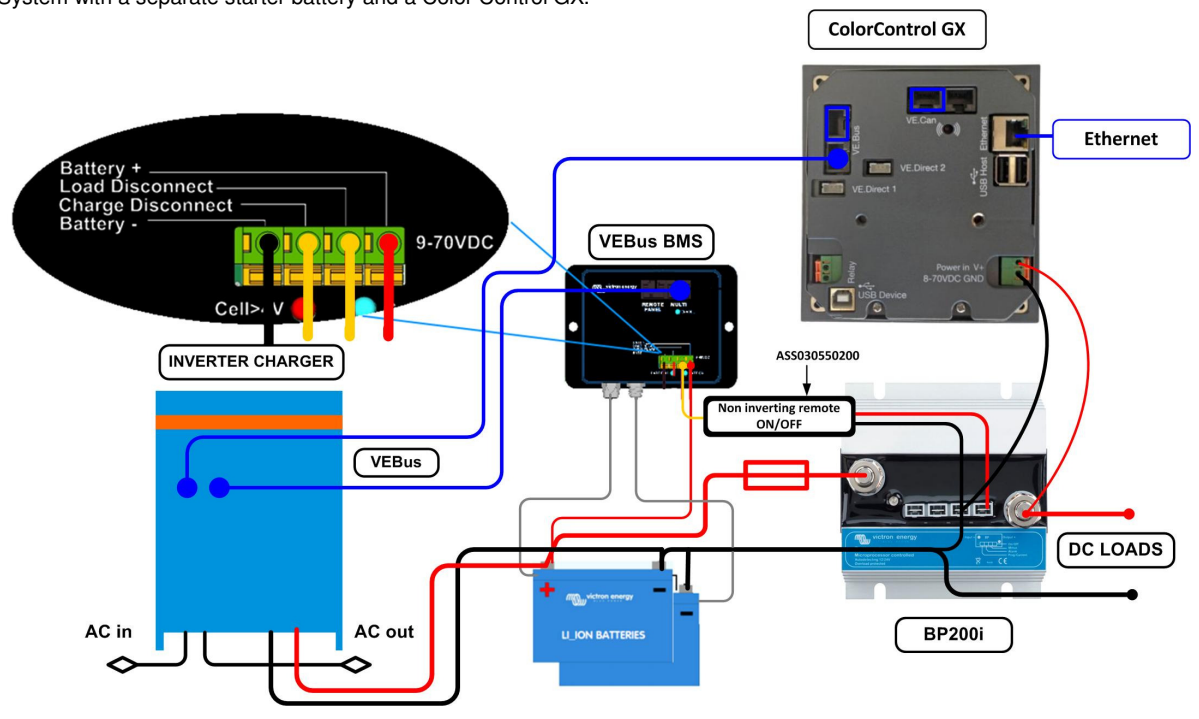 System with a separate starter battery and a Color Control GX.
ColorControl GX
VE.Can
VE.Bus
Ethernet
Ethernet
VE.Direct 2
VE.Direct 1
USB Host
Battery +
Load Disconnect
Charge Disconnect
Battery -
9-70VDC
Cell>4 V
VEBus BMS
victron energy
REMOTE PANEL
MULTI
Relay
Power in V+
8-70VDC GND
USB Device
INVERTER CHARGER
ASS030550200
Non inverting remote
ON/OFF
VEBus
victron energy
Microprocessor controlled
DC LOADS
victron energy
LI_ION BATTERIES
AC in
AC out
BP200i